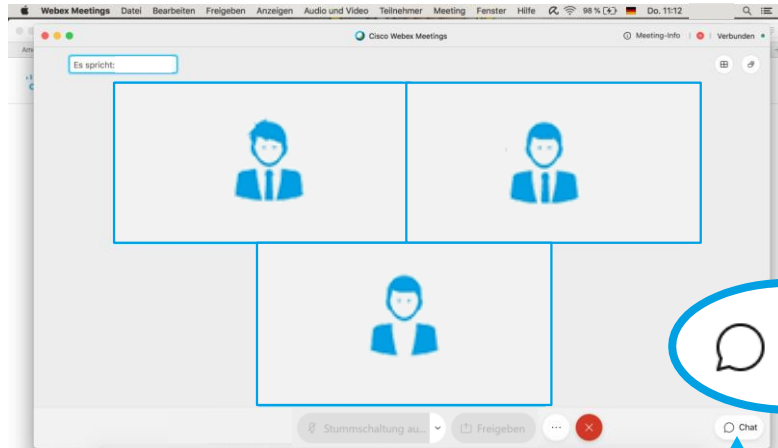 Webex Meetings Datei Bearbeiten Freigeben Anzeigen Audio und Video Teilnehmer Meeting Fenster Hilfe 98 % Do. 11:12
Cisco Webex Meetings Meeting-Info Verbunden
Es spricht:
Stummschaltung au... Freigeben ... Chat